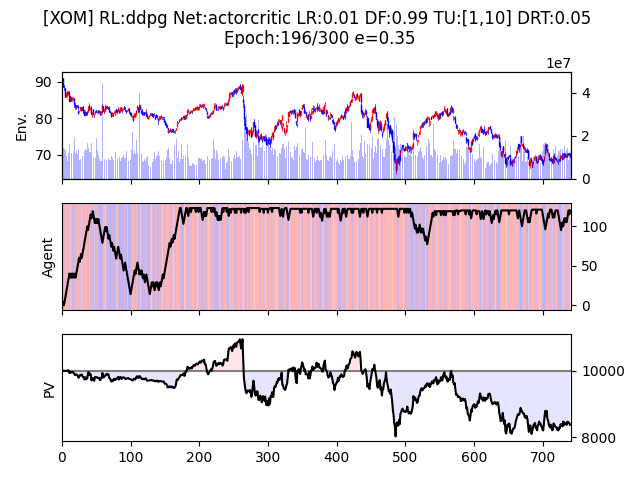 [XOM] RL:ddpg Net:actorcritic LR:0.01 DF:0.99 TU:[1,10] DRT:0.05
Epoch:196/300 e=0.35
1e7
90
80
70
Env.
4
2
0
Agent
100
50
0
PV
10000
8000
0 100 200 300 400 500 600 700